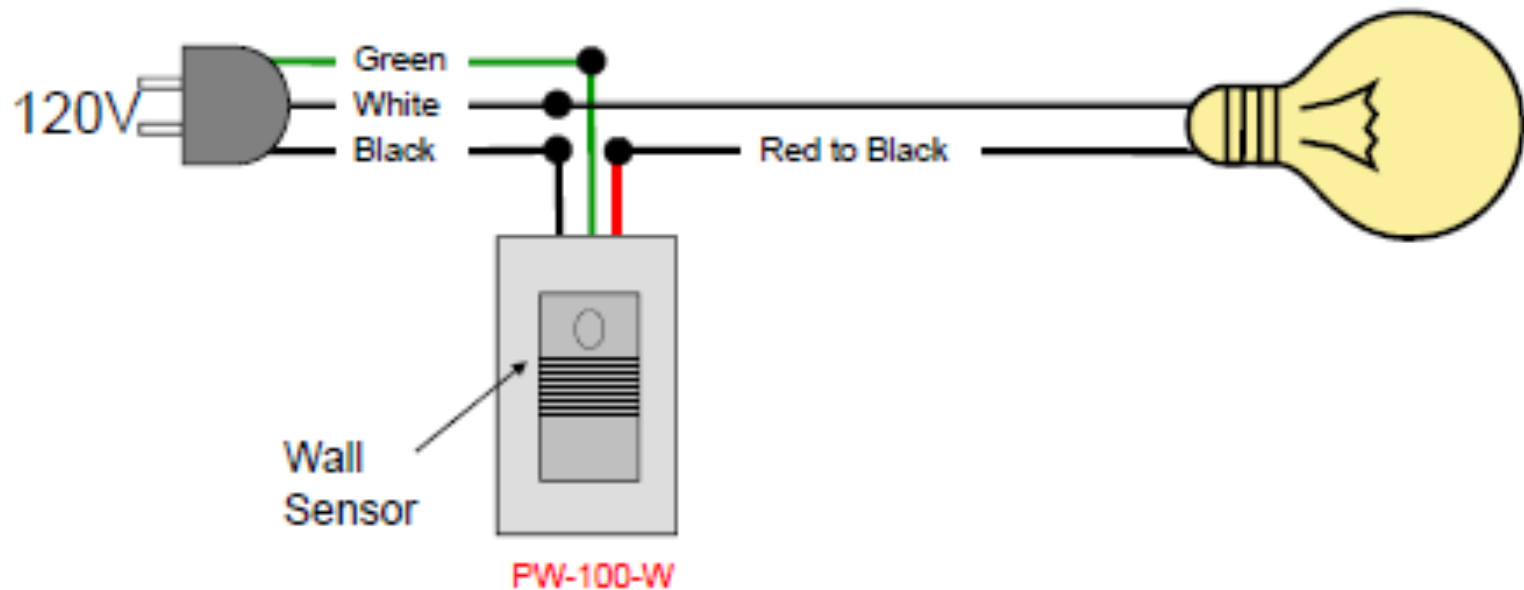 Green
120V
White
Black
Red to Black
Wall
Sensor
PW-100-W